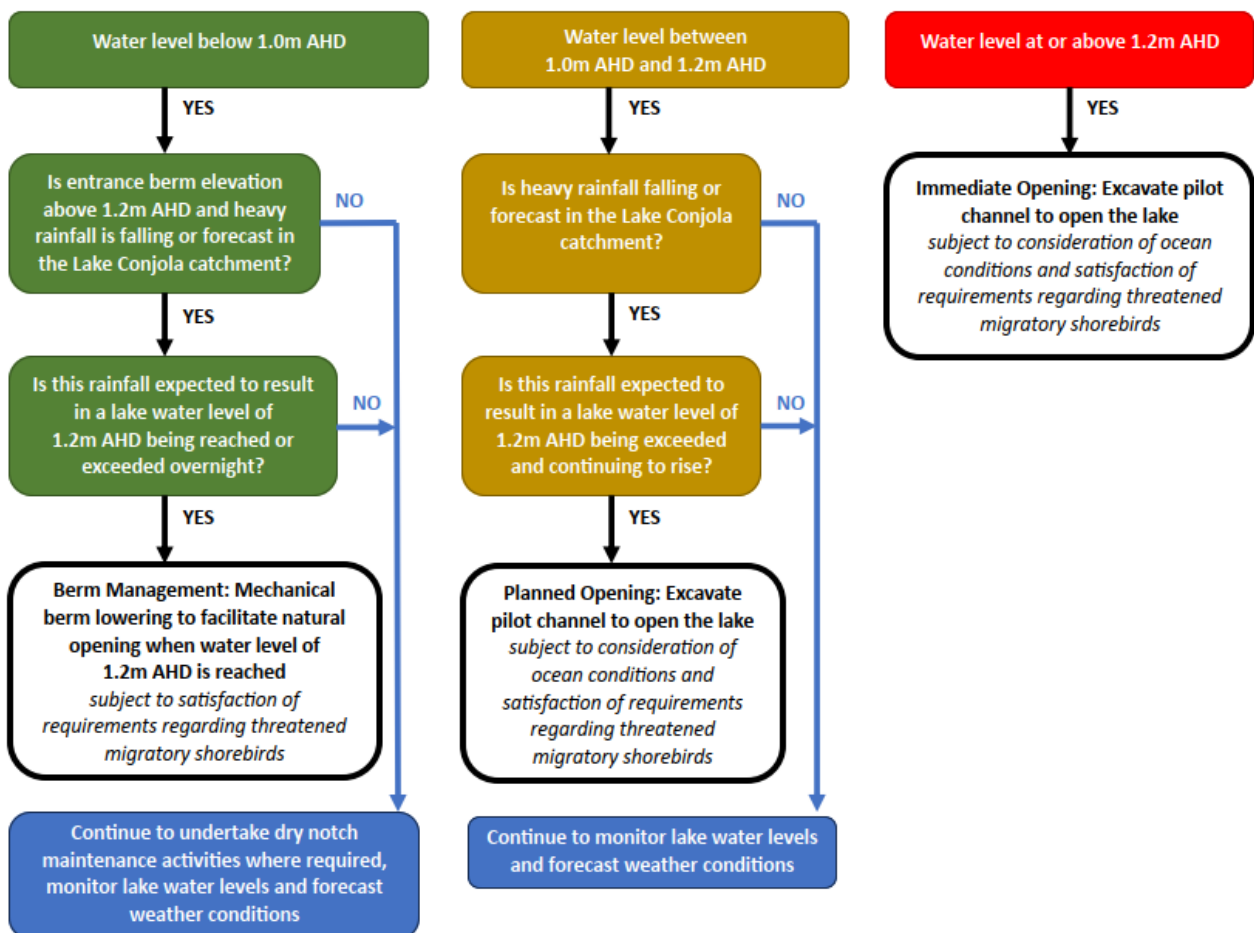 Water level below 1.0m AHD
YES
Is entrance berm elevation
above 1.2m AHD and heavy
rainfall is falling or forecast in
the Lake Conjola catchment?
NO
YES
Is this rainfall expected to result
in a lake water level of
1.2m AHD being reached or
exceeded overnight?
NO
YES
Berm Management: Mechanical
berm lowering to facilitate natural
opening when water level of
1.2m AHD is reached
subject to satisfaction of
requirements regarding threatened
migratory shorebirds
Continue to undertake dry notch
maintenance activities where required,
monitor lake water levels and forecast
weather conditions
Water level between
1.0m AHD and 1.2m AHD
YES
Is heavy rainfall falling or
forecast in the Lake Conjola
catchment?
NO
YES
Is this rainfall expected to
result in a lake water level of
1.2m AHD being exceeded
and continuing to rise?
NO
YES
Planned Opening: Excavate
pilot channel to open the lake
subject to consideration of
ocean conditions and
satisfaction of requirements
regarding threatened
migratory shorebirds
Continue to monitor lake water levels
and forecast weather conditions
Water level at or above 1.2m AHD
YES
Immediate Opening: Excavate pilot
channel to open the lake
subject to consideration of ocean
conditions and satisfaction of
requirements regarding threatened
migratory shorebirds